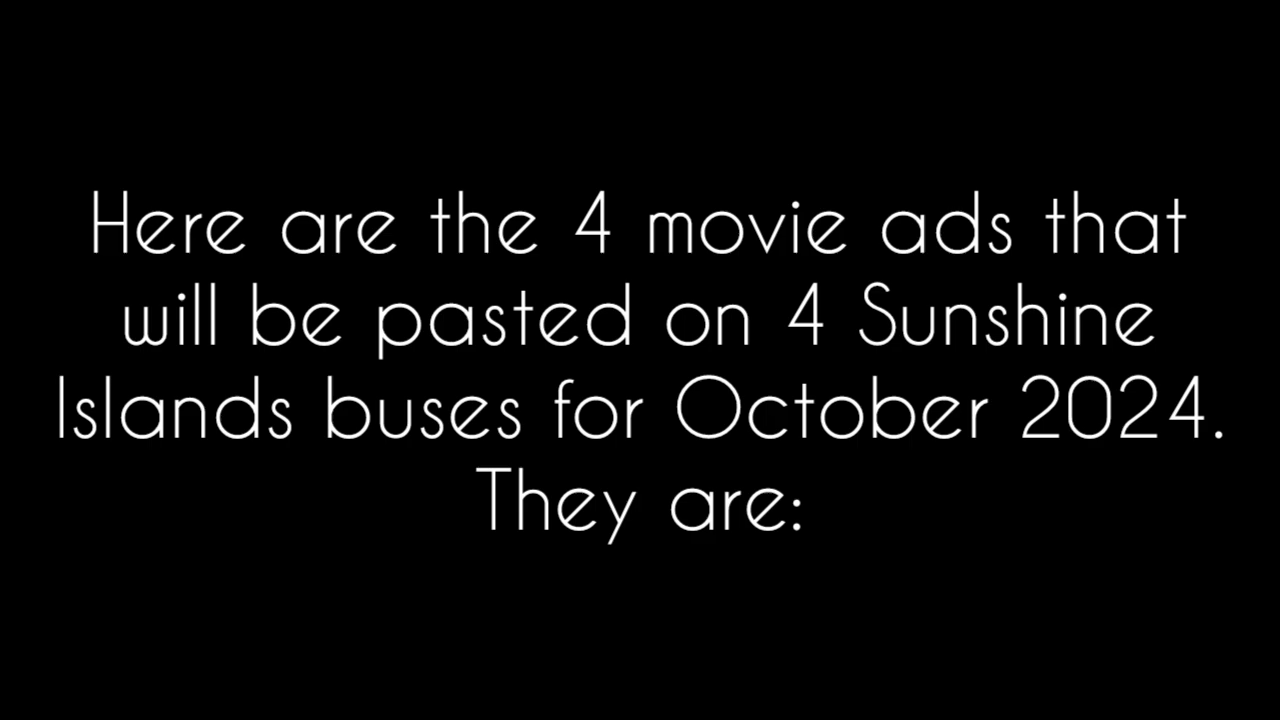 Here are the 4 movie ads that
will be pasted on 4 Sunshine
Islands buses for October 2024.
They are: